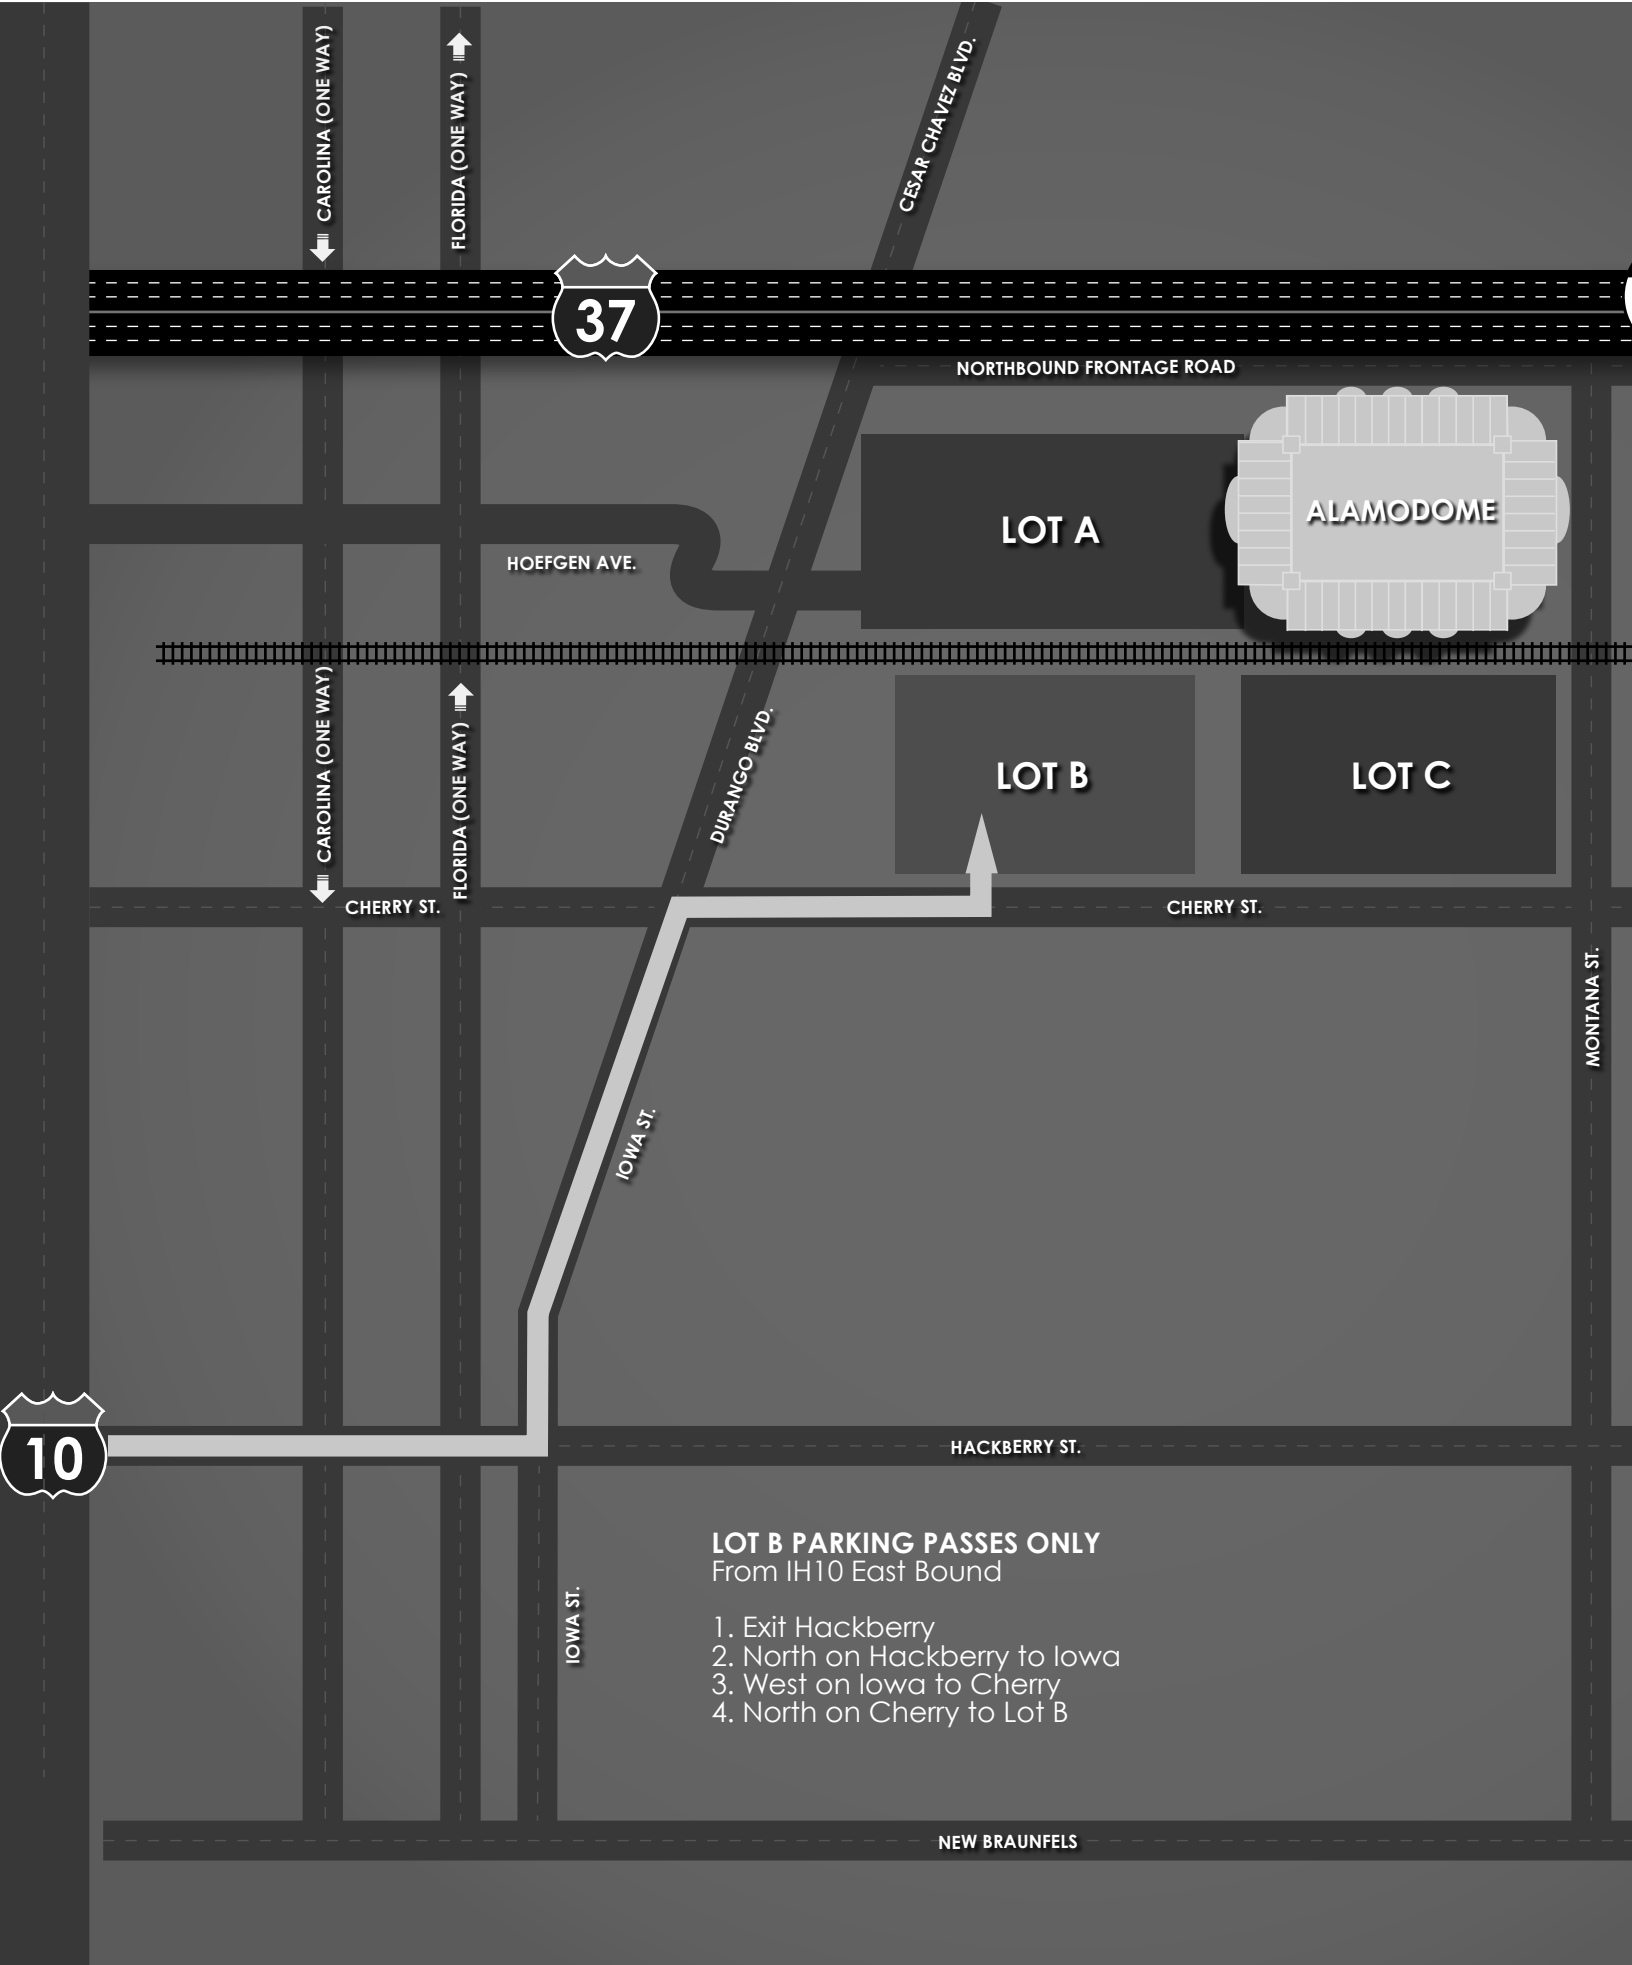 CAROLINA (ONE WAY)
FLORIDA (ONE WAY)
CESAR CHAVEZ BLVD.
37
NORTHBOUND FRONTAGE ROAD
ALAMODOME
LOT A
HOEFGEN AVE.
CAROLINA (ONE WAY)
FLORIDA (ONE WAY)
DURANGO BLVD.
LOT B
LOT C
CHERRY ST.
CHERRY ST.
MONTANA ST.
IOWA ST.
10
HACKBERRY ST.
LOT B PARKING PASSES ONLY
From IH10 East Bound
1. Exit Hackberry
2. North on Hackberry to Iowa
3. West on Iowa to Cherry
4. North on Cherry to Lot B
IOWA ST.
NEW BRAUNFELS